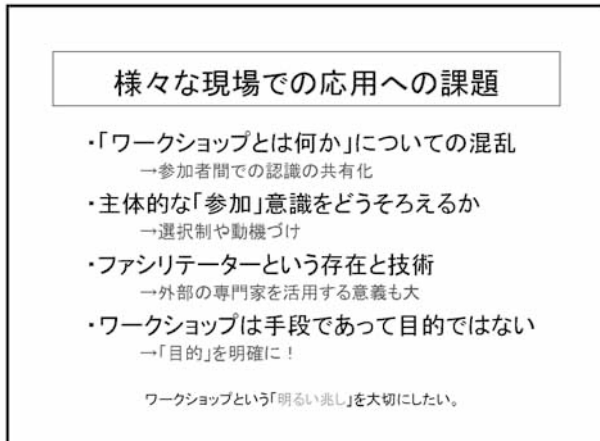 様々な現場での応用への課題
・「ワークショップとは何か」についての混乱
→参加者間での認識の共有化
・主体的な「参加」意識をどうそろえるか
→選択制や動機づけ
・ファシリテーターという存在と技術
→外部の専門家を活用する意義も大
・ワークショップは手段であって目的ではない
→「目的」を明確に！
ワークショップという「明るい兆し」を大切にしたい。